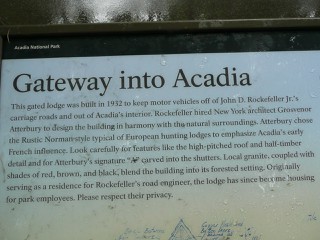 Acadia National Park
Gateway into Acadia
This gated lodge was built in 1932 to keep motor vehicles off of John D. Rockefeller Jr.'s
carriage roads and out of Acadia's interior. Rockefeller hired New York architect Grosvenor
Atterbury to design the building in harmony with the natural surroundings. Atterbury chose
the Rustic Norman-style typical of European hunting lodges to emphasize Acadia's early
French influence. Look carefully for features like the high-pitched roof and half-timber
detail and for Atterbury's signature "A" carved into the shutters. Local granite, coupled with
shades of red, brown, and black, blend the building into its forested setting. Originally
serving as a residence for Rockefeller's road engineer, the lodge has since become housing
for park employees. Please respect their privacy.